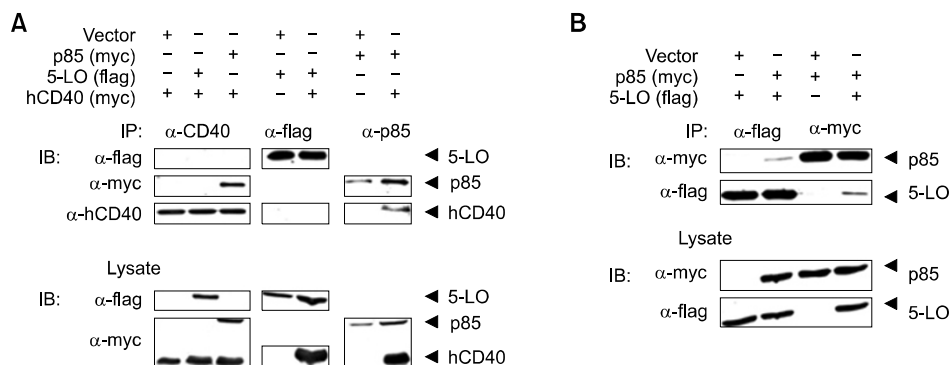 A
Vector + – – + – + –
p85 (myc) – – + – – + +
5-LO (flag) – + – + + – –
hCD40 (myc) + + + – + – +
IP: α-CD40 α-flag α-p85
IB: α-flag 5-LO
α-myc p85
α-hCD40 hCD40
Lysate
IB: α-flag 5-LO
α-myc p85
hCD40
B
Vector + – + –
p85 (myc) – + + +
5-LO (flag) + + – +
IP: α-flag α-myc
IB: α-myc p85
α-flag 5-LO
Lysate
IB: α-myc p85
α-flag 5-LO